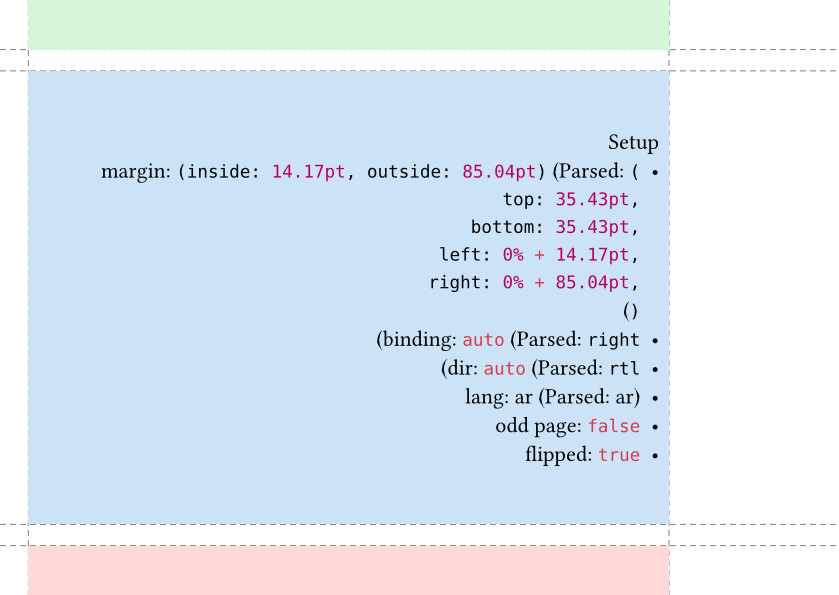 Setup
• margin: (inside: 14.17pt, outside: 85.04pt) (Parsed: (
top: 35.43pt,
bottom: 35.43pt,
left: 0% + 14.17pt,
right: 0% + 85.04pt,
()
• (binding: auto (Parsed: right
• (dir: auto (Parsed: rtl
• lang: ar (Parsed: ar)
• odd page: false
• flipped: true